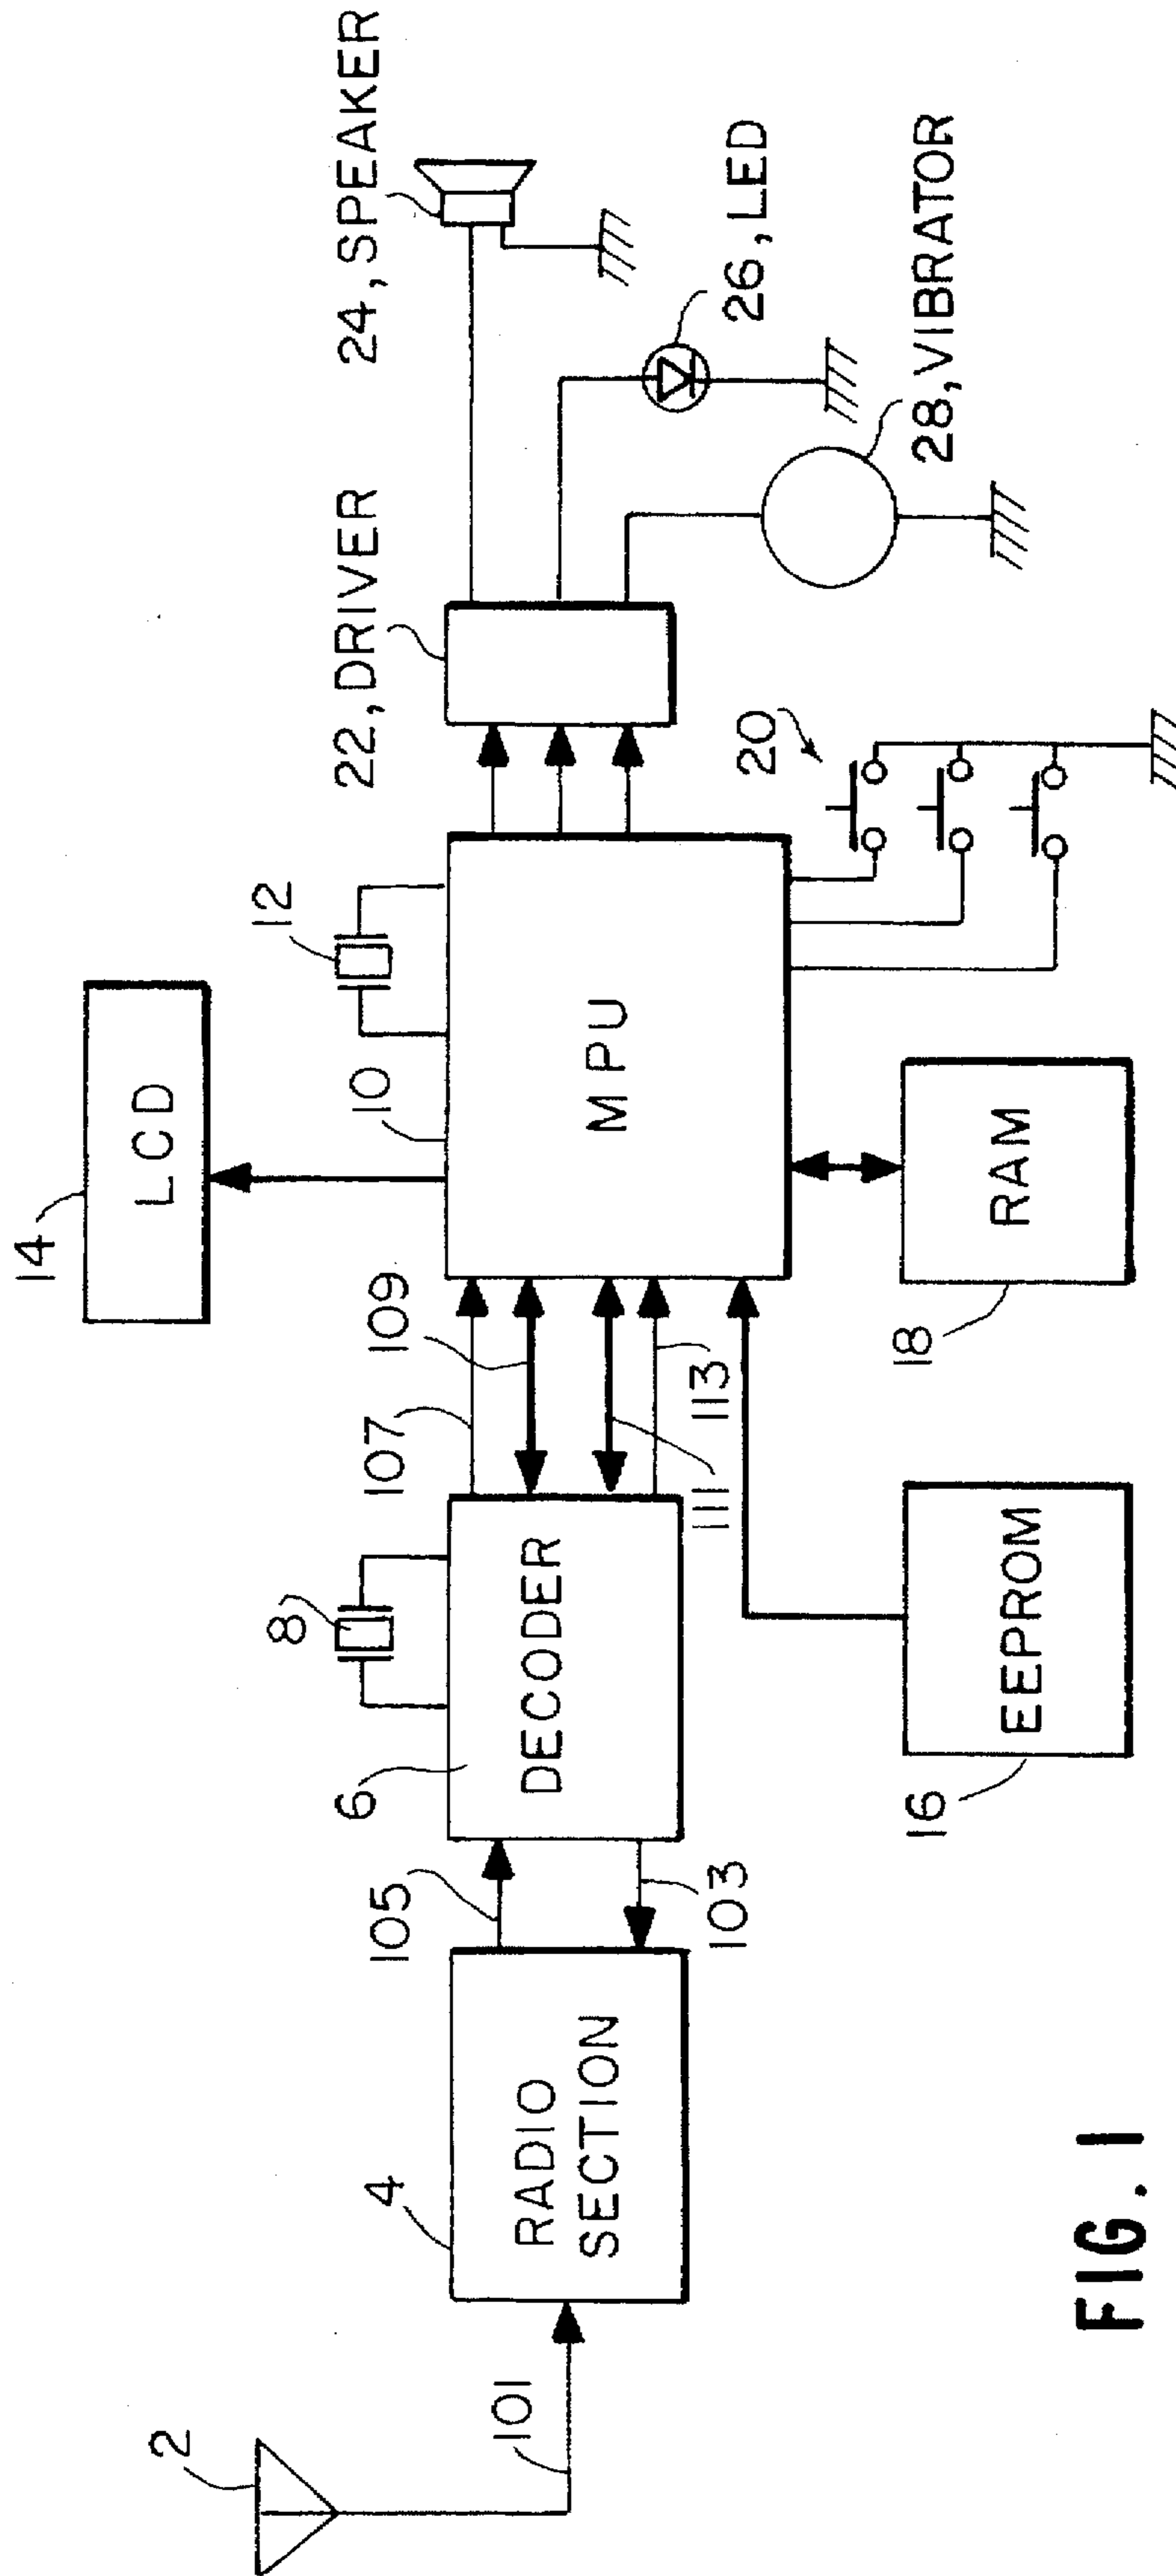 14
LCD
12
24, SPEAKER
22, DRIVER
10
8
6
107
109
105
2
4
RADIO
SECTION
DECODER
MPU
26, LED
20
28, VIBRATOR
101
103
111
113
16
EEPROM
18
RAM
FIG. 1